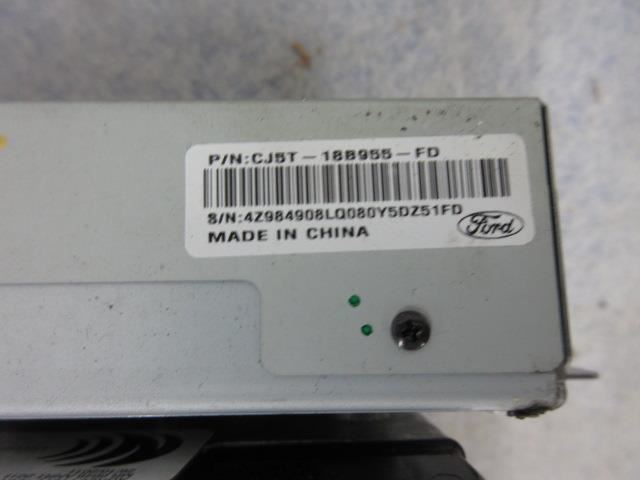 P/N:CJ5T-18B955-FD
S/N:4Z984908LQ080Y5DZ51FD
Ford
MADE IN CHINA